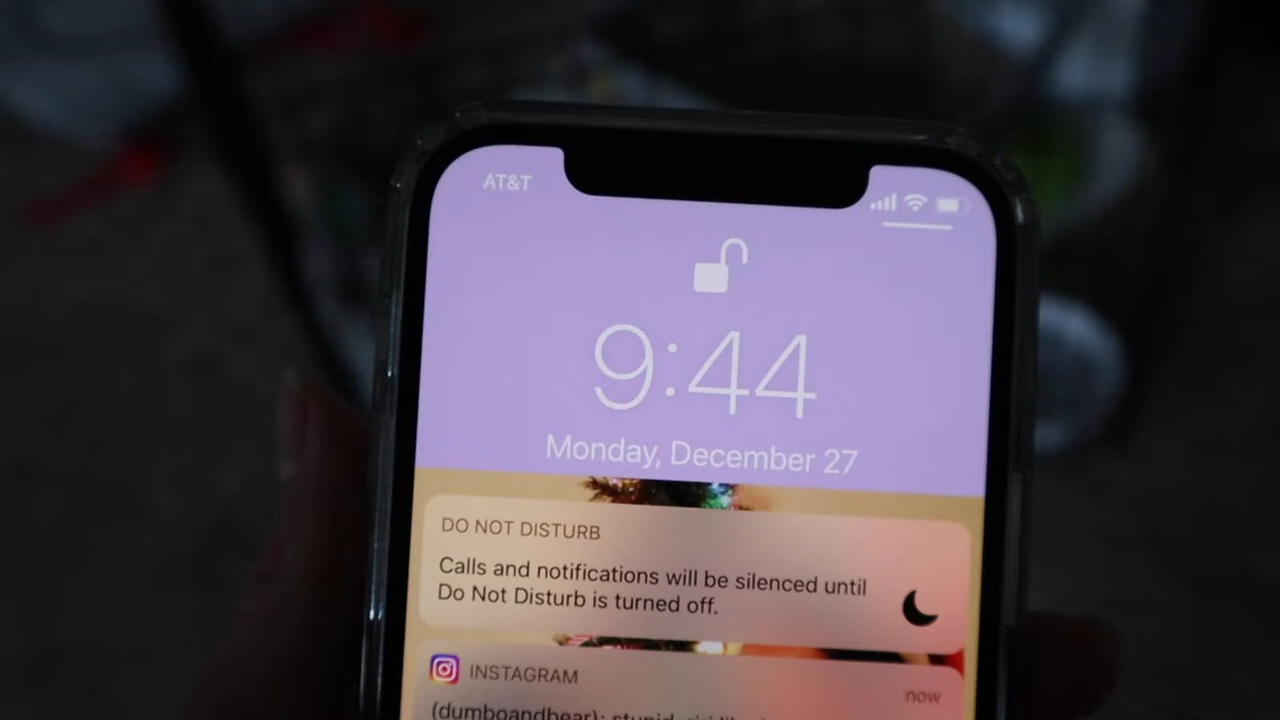 AT&T
9:44
Monday, December 27
DO NOT DISTURB
Calls and notifications will be silenced until
Do Not Disturb is turned off.
INSTAGRAM
now
(dumboandbear): stupid